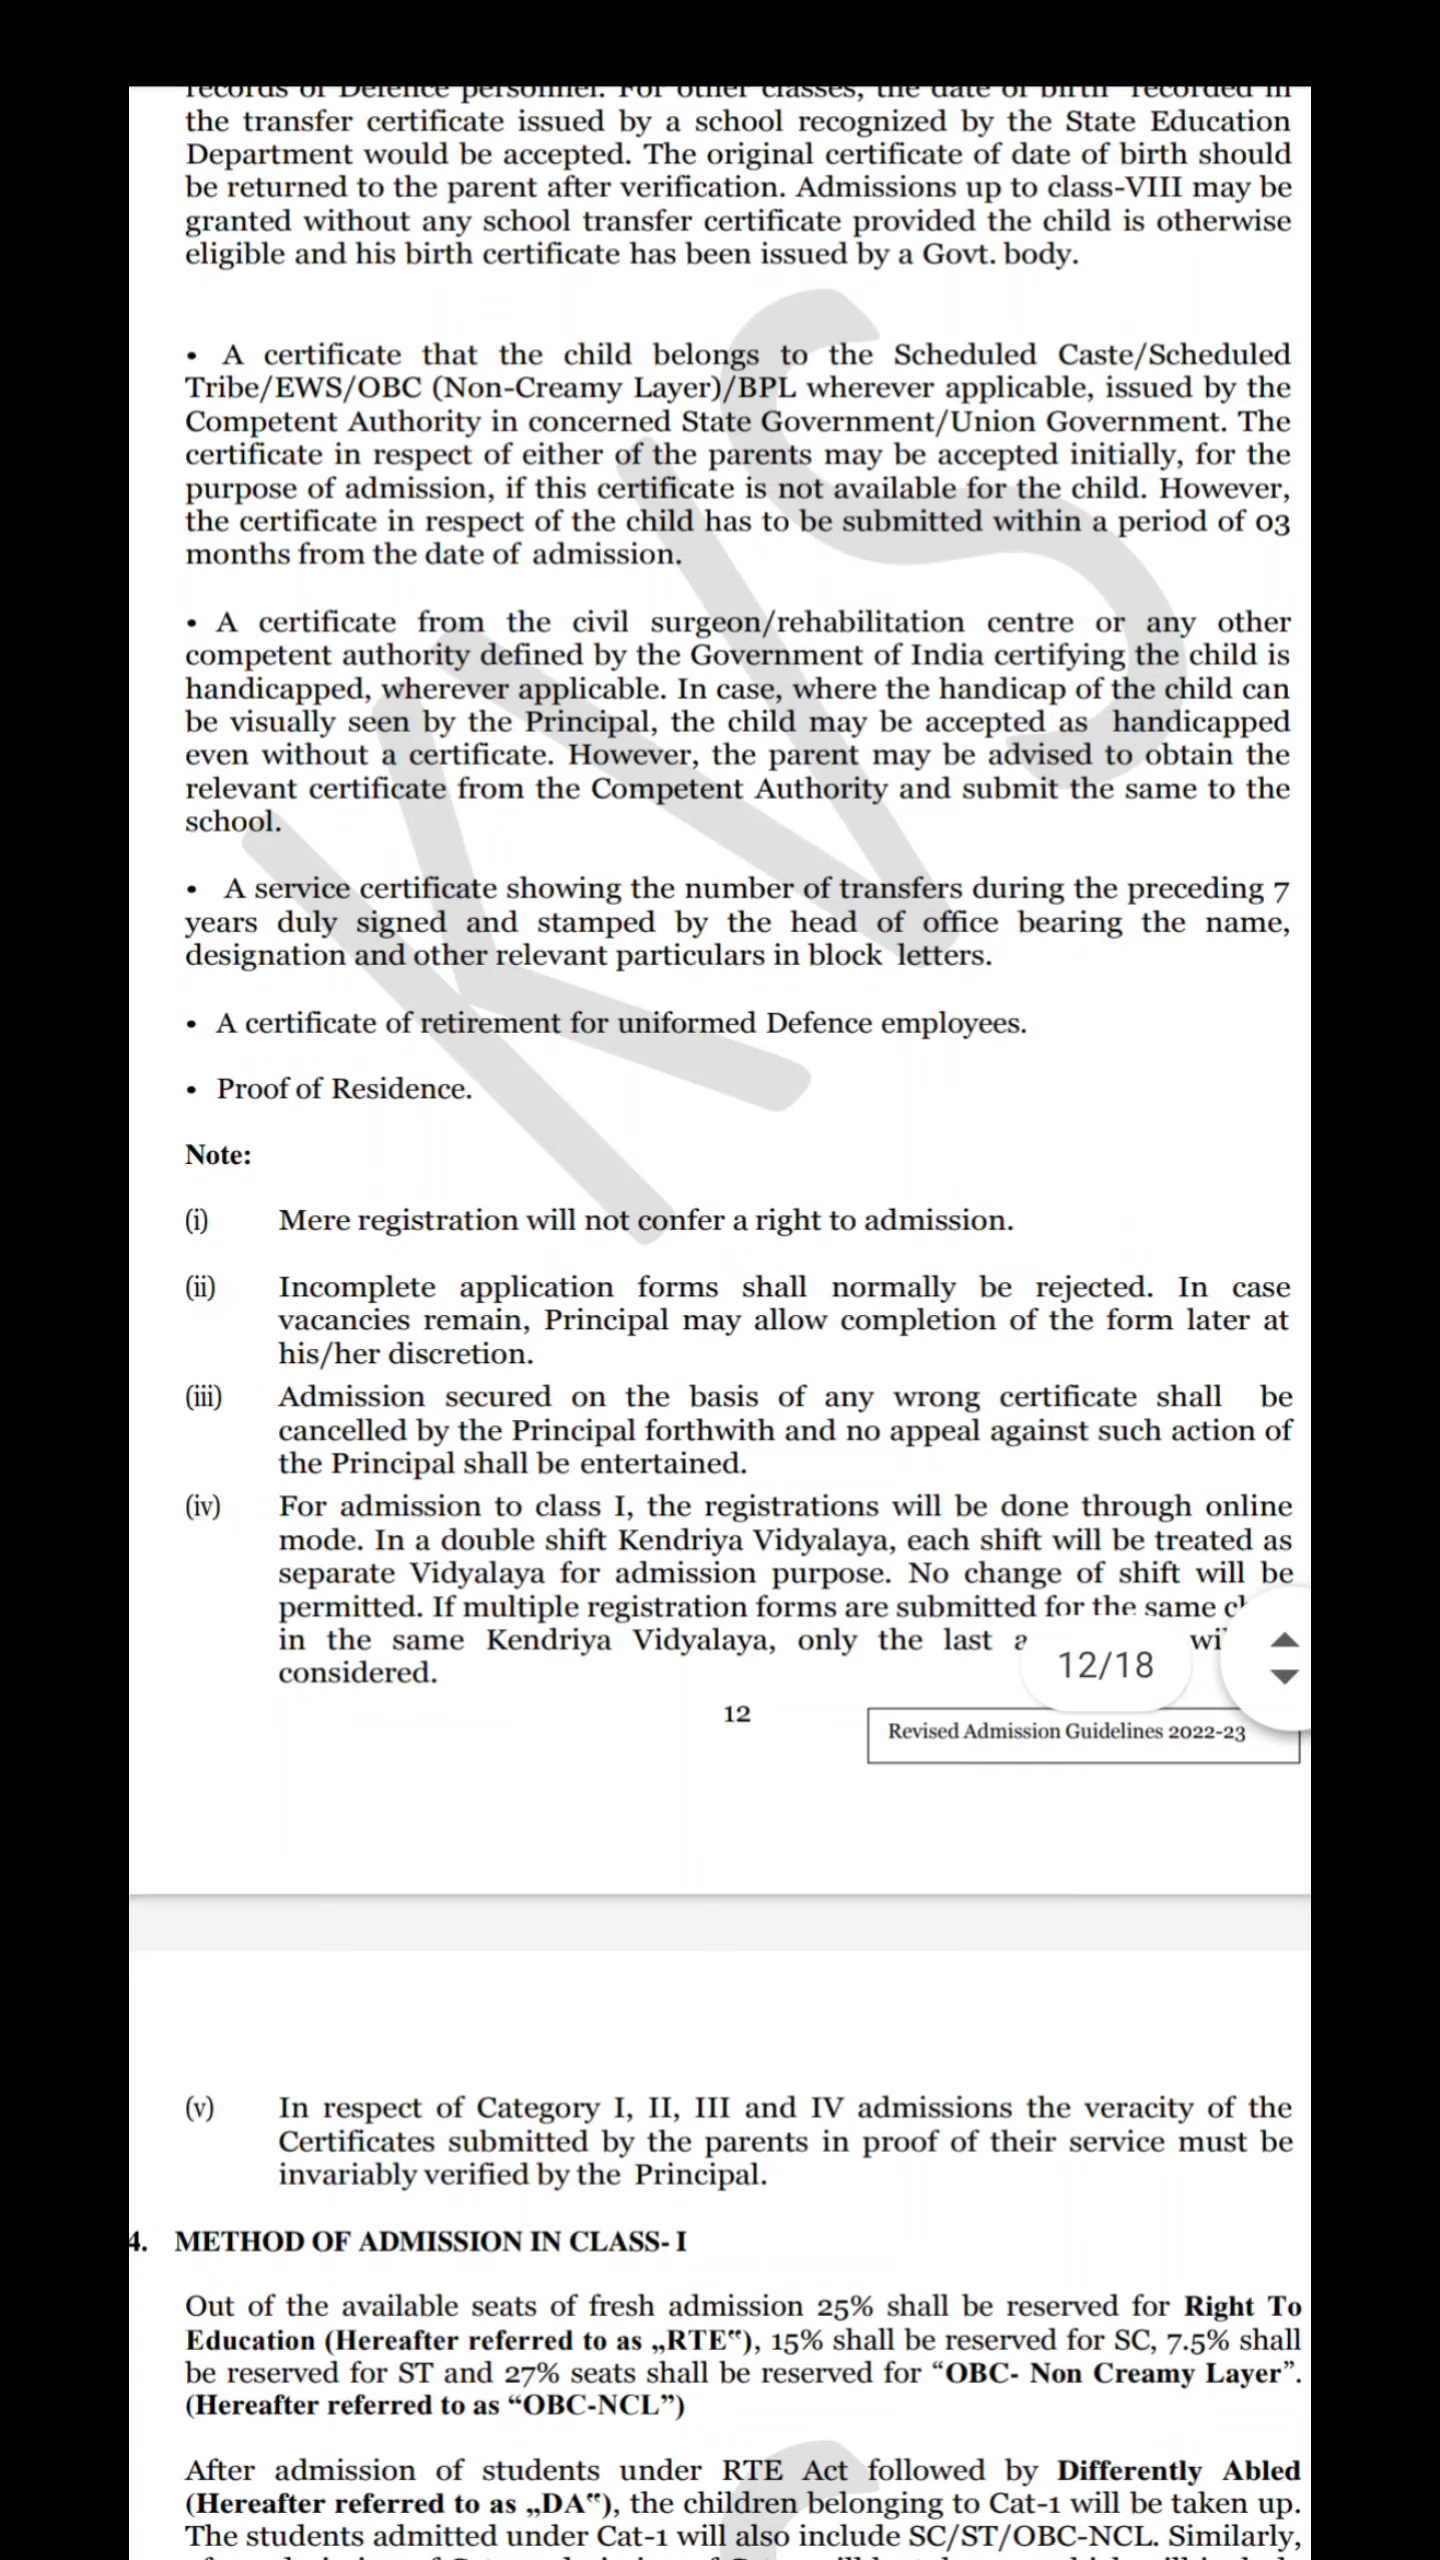 records of Defence personnel. For other classes, the date of birth recorded in
the transfer certificate issued by a school recognized by the State Education
Department would be accepted. The original certificate of date of birth should
be returned to the parent after verification. Admissions up to class-VIII may be
granted without any school transfer certificate provided the child is otherwise
eligible and his birth certificate has been issued by a Govt. body.
• A certificate that the child belongs to the Scheduled Caste/Scheduled
Tribe/EWS/OBC (Non-Creamy Layer)/BPL wherever applicable, issued by the
Competent Authority in concerned State Government/Union Government. The
certificate in respect of either of the parents may be accepted initially, for the
purpose of admission, if this certificate is not available for the child. However,
the certificate in respect of the child has to be submitted within a period of 03
months from the date of admission.
• A certificate from the civil surgeon/rehabilitation centre or any other
competent authority defined by the Government of India certifying the child is
handicapped, wherever applicable. In case, where the handicap of the child can
be visually seen by the Principal, the child may be accepted as handicapped
even without a certificate. However, the parent may be advised to obtain the
relevant certificate from the Competent Authority and submit the same to the
school.
• A service certificate showing the number of transfers during the preceding 7
years duly signed and stamped by the head of office bearing the name,
designation and other relevant particulars in block letters.
• A certificate of retirement for uniformed Defence employees.
• Proof of Residence.
KVS
Note:
(i) Mere registration will not confer a right to admission.
(ii) Incomplete application forms shall normally be rejected. In case
vacancies remain, Principal may allow completion of the form later at
his/her discretion.
(iii) Admission secured on the basis of any wrong certificate shall be
cancelled by the Principal forthwith and no appeal against such action of
the Principal shall be entertained.
(iv) For admission to class I, the registrations will be done through online
mode. In a double shift Kendriya Vidyalaya, each shift will be treated as
separate Vidyalaya for admission purpose. No change of shift will be
permitted. If multiple registration forms are submitted for the same
in the same Kendriya Vidyalaya, only the last
considered.
12/18
12
Revised Admission Guidelines 2022-23
(v) In respect of Category I, II, III and IV admissions the veracity of the
Certificates submitted by the parents in proof of their service must be
invariably verified by the Principal.
4. METHOD OF ADMISSION IN CLASS- I
Out of the available seats of fresh admission 25% shall be reserved for Right To
Education (Hereafter referred to as „RTE‟), 15% shall be reserved for SC, 7.5% shall
be reserved for ST and 27% seats shall be reserved for “OBC- Non Creamy Layer”.
(Hereafter referred to as “OBC-NCL”)
After admission of students under RTE Act followed by Differently Abled
(Hereafter referred to as „DA‟), the children belonging to Cat-1 will be taken up.
The students admitted under Cat-1 will also include SC/ST/OBC-NCL. Similarly,